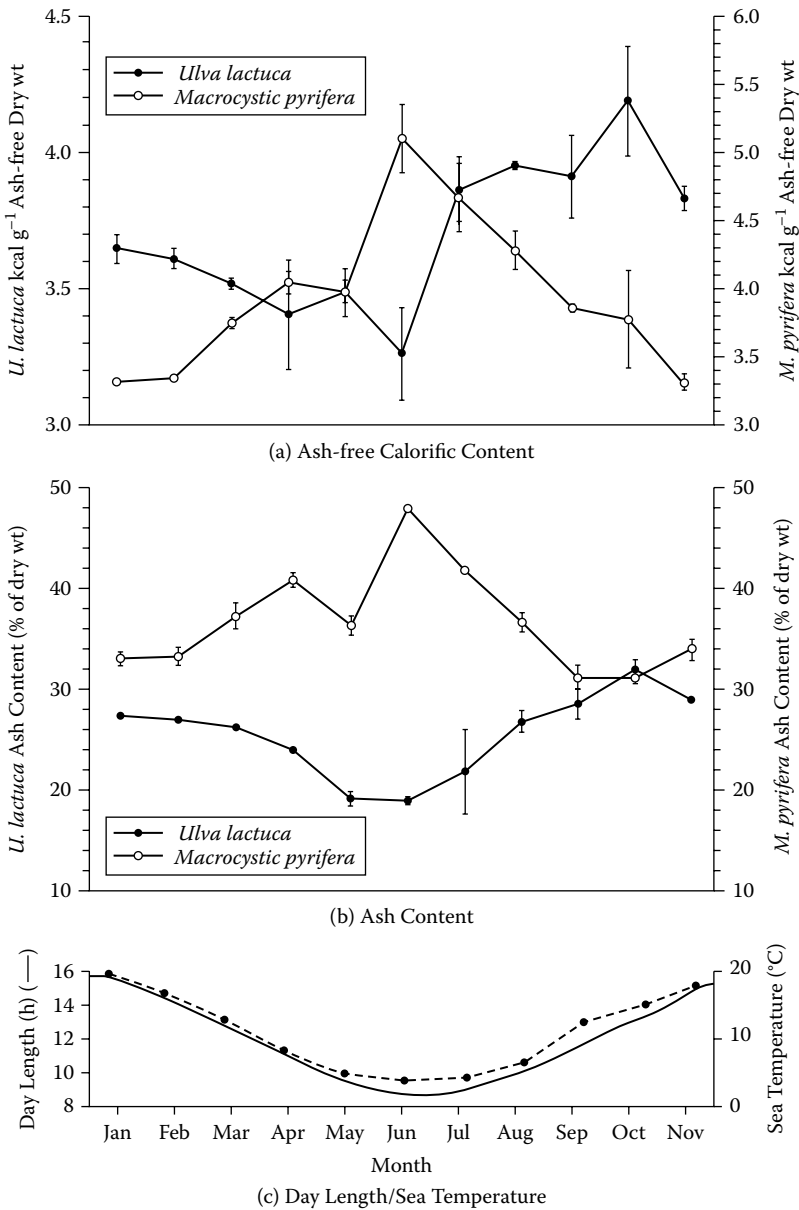 4.5
4.0
3.5
3.0
U. lactuca kcal g⁻¹ Ash-free Dry wt
Ulva lactuca
Macrocystic pyrifera
6.0
5.5
5.0
4.5
4.0
3.5
3.0
M. pyrifera kcal g⁻¹ Ash-free Dry wt
(a) Ash-free Calorific Content
50
40
30
20
10
U. lactuca Ash Content (% of dry wt)
Ulva lactuca
Macrocystic pyrifera
50
40
30
20
10
M. pyrifera Ash Content (% of dry wt)
(b) Ash Content
16
14
12
10
8
Day Length (h) (—)
20
10
0
Sea Temperature (°C)
Jan Feb Mar Apr May Jun Jul Aug Sep Oct Nov
Month
(c) Day Length/Sea Temperature